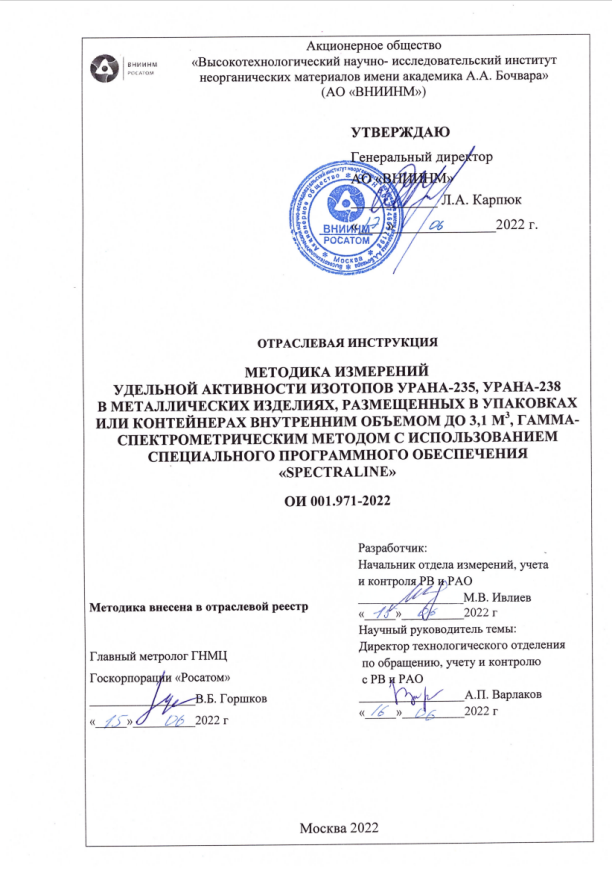 ВНИИНМ
РОСАТОМ
Акционерное общество
«Высокотехнологический научно- исследовательский институт
неорганических материалов имени академика А.А. Бочвара»
(АО «ВНИИНМ»)
УТВЕРЖДАЮ
Генеральный директор
АО «ВНИИНМ»
Л.А. Карпюк
06 2022 г.
ВНИИНМ
РОСАТОМ
Москва
ОТРАСЛЕВАЯ ИНСТРУКЦИЯ
МЕТОДИКА ИЗМЕРЕНИЙ
УДЕЛЬНОЙ АКТИВНОСТИ ИЗОТОПОВ УРАНА-235, УРАНА-238
В МЕТАЛЛИЧЕСКИХ ИЗДЕЛИЯХ, РАЗМЕЩЕННЫХ В УПАКОВКАХ
ИЛИ КОНТЕЙНЕРАХ ВНУТРЕННИМ ОБЪЕМОМ ДО 3,1 М³, ГАММА-
СПЕКТРОМЕТРИЧЕСКИМ МЕТОДОМ С ИСПОЛЬЗОВАНИЕМ
СПЕЦИАЛЬНОГО ПРОГРАММНОГО ОБЕСПЕЧЕНИЯ
«SPECTRALINE»
ОИ 001.971-2022
Разработчик:
Начальник отдела измерений, учета
и контроля РВ и РАО
М.В. Ивлиев
«15» 06 2022 г
Научный руководитель темы:
Директор технологического отделения
по обращению, учету и контролю
с РВ и РАО
А.П. Варлаков
«16» 06 2022 г
Методика внесена в отраслевой реестр
Главный метролог ГНМЦ
Госкорпорации «Росатом»
В.Б. Горшков
«15» 06 2022 г
Москва 2022